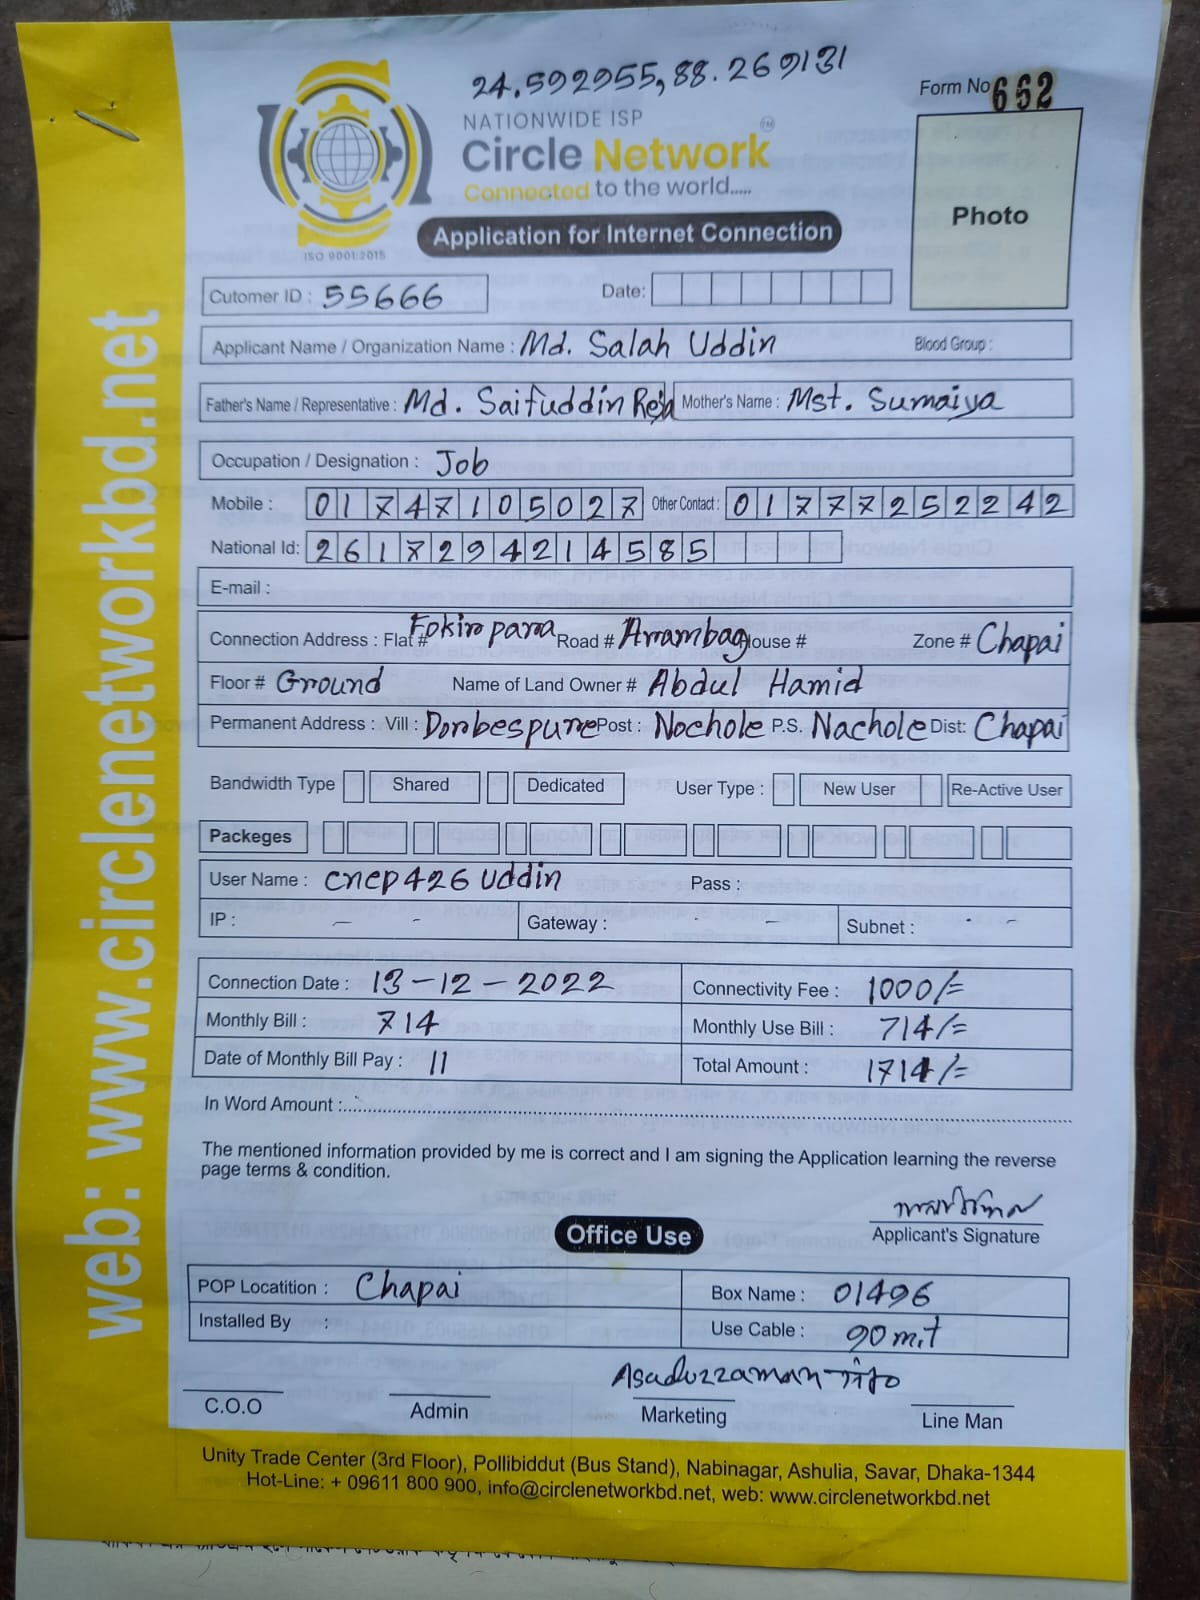 24.592955, 88.269131
Form No 662
NATIONWIDE ISP
Circle Network
Connected to the world.....
ISO 9001:2015
Application for Internet Connection
Photo
Cutomer ID : 55666 Date:
Applicant Name / Organization Name : Md. Salah Uddin Blood Group :
Father's Name / Representative : Md. Saifuddin Reja Mother's Name : Mst. Sumaiya
Occupation / Designation : Job
Mobile : 01747105027 Other Contact : 01777252242
National Id: 2617294214585
E-mail :
Connection Address : Flat # Fokir para Road # Arambag House # Zone # Chapai
Floor # Ground Name of Land Owner # Abdul Hamid
Permanent Address : Vill : Post : Nochole P.S. Nachole Dist: Chapai
Bandwidth Type Shared Dedicated User Type : New User Re-Active User
Packeges
User Name : cncp426uddin Pass :
IP : - - Gateway : - - Subnet : - -
Connection Date : 13-12-2022 Connectivity Fee : 1000/=
Monthly Bill : 714 Monthly Use Bill : 714/=
Date of Monthly Bill Pay : 11 Total Amount : 1714/=
In Word Amount :
The mentioned information provided by me is correct and I am signing the Application learning the reverse
page terms & condition.
Applicant's Signature
Office Use
POP Locatition : Chapai Box Name : 01496
Installed By : Use Cable : 90 mit
Asaduzzaman
C.O.O Admin Marketing Line Man
Unity Trade Center (3rd Floor), Pollibiddut (Bus Stand), Nabinagar, Ashulia, Savar, Dhaka-1344
Hot-Line: + 09611 800 900, info@circlenetworkbd.net, web: www.circlenetworkbd.net
web: www.circlenetworkbd.net